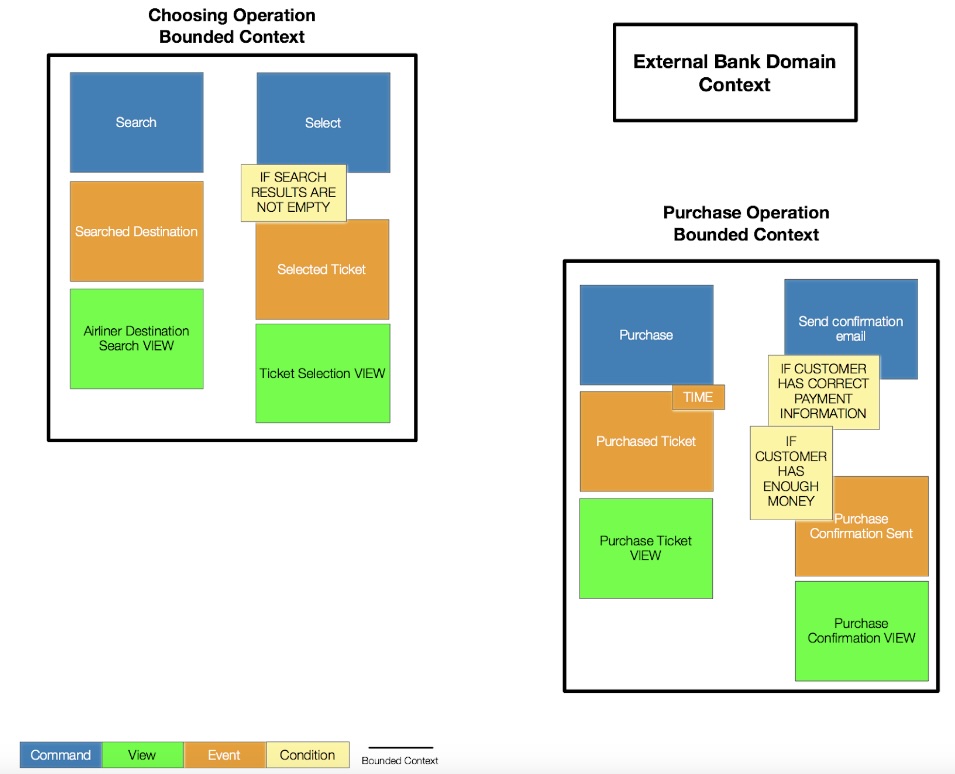 Choosing Operation
Bounded Context
Search
Select
IF SEARCH
RESULTS ARE
NOT EMPTY
Searched Destination
Selected Ticket
Airliner Destination
Search VIEW
Ticket Selection VIEW
External Bank Domain
Context
Purchase Operation
Bounded Context
Purchase
Send confirmation
email
IF CUSTOMER
HAS CORRECT
PAYMENT
INFORMATION
TIME
Purchased Ticket
IF
CUSTOMER
HAS
ENOUGH
MONEY
Purchase
Confirmation Sent
Purchase Ticket
VIEW
Purchase
Confirmation VIEW
Command
View
Event
Condition
Bounded Context